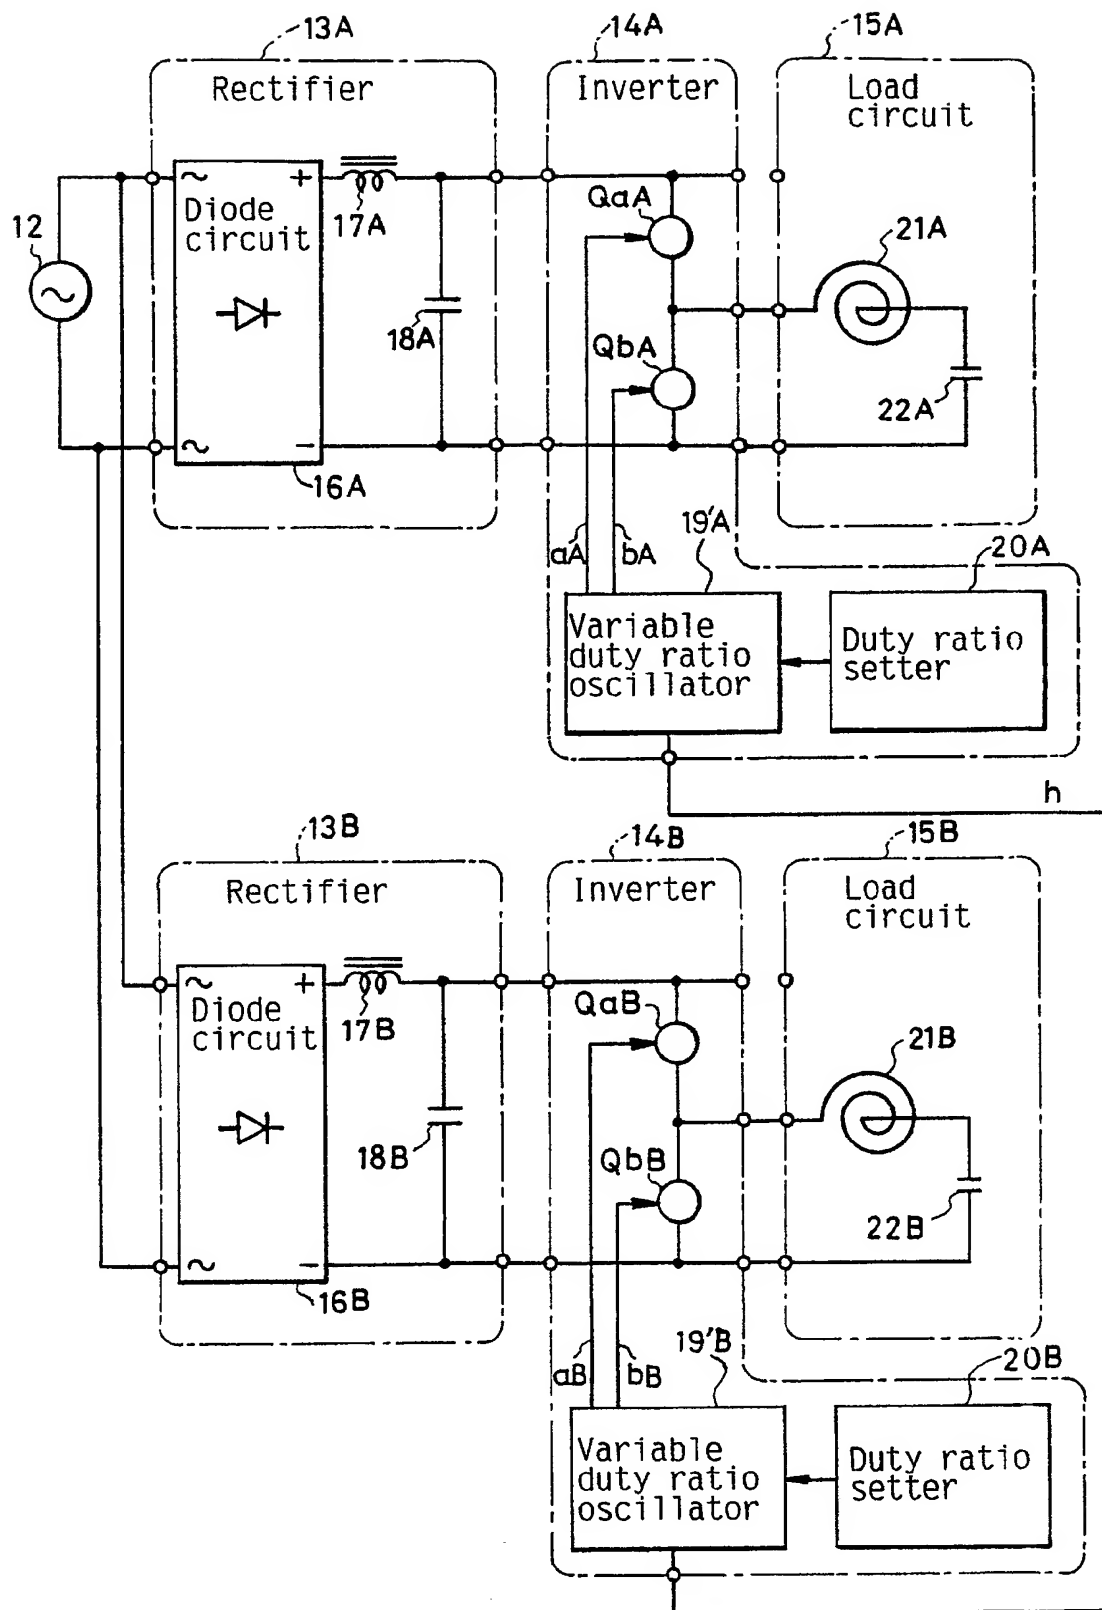 13A
14A
15A
Rectifier
Inverter
Load
circuit
12
~
+
Diode
circuit
17A
QaA
21A
18A
QbA
22A
~
−
16A
aA
bA
19'A
20A
Variable
duty ratio
oscillator
Duty ratio
setter
h
13B
14B
15B
Rectifier
Inverter
Load
circuit
~
+
Diode
circuit
17B
QaB
21B
18B
QbB
22B
~
−
16B
aB
bB
19'B
20B
Variable
duty ratio
oscillator
Duty ratio
setter